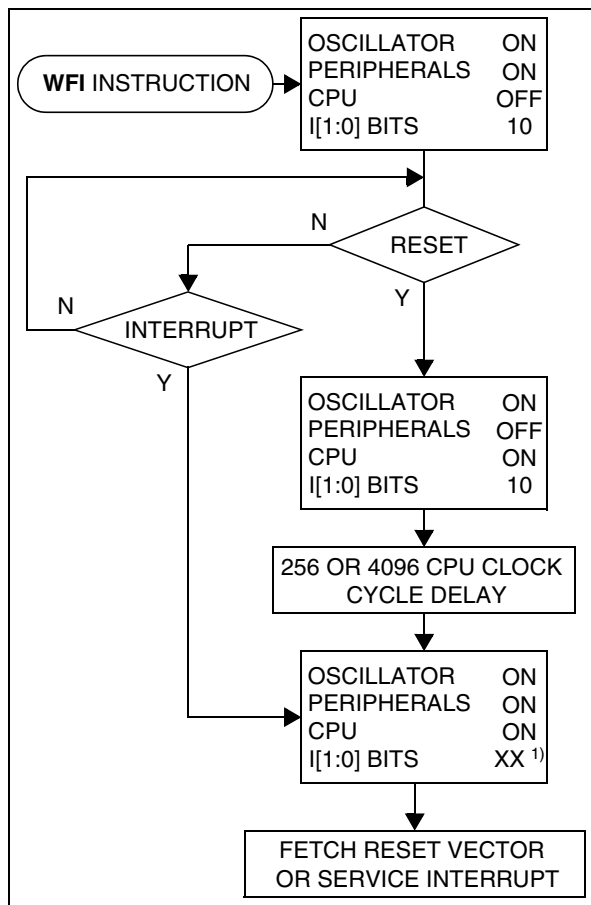 WFI INSTRUCTION
OSCILLATOR ON
PERIPHERALS ON
CPU OFF
I[1:0] BITS 10
N
RESET
Y
N
INTERRUPT
Y
OSCILLATOR ON
PERIPHERALS OFF
CPU ON
I[1:0] BITS 10
256 OR 4096 CPU CLOCK
CYCLE DELAY
OSCILLATOR ON
PERIPHERALS ON
CPU ON
I[1:0] BITS XX 1)
FETCH RESET VECTOR
OR SERVICE INTERRUPT